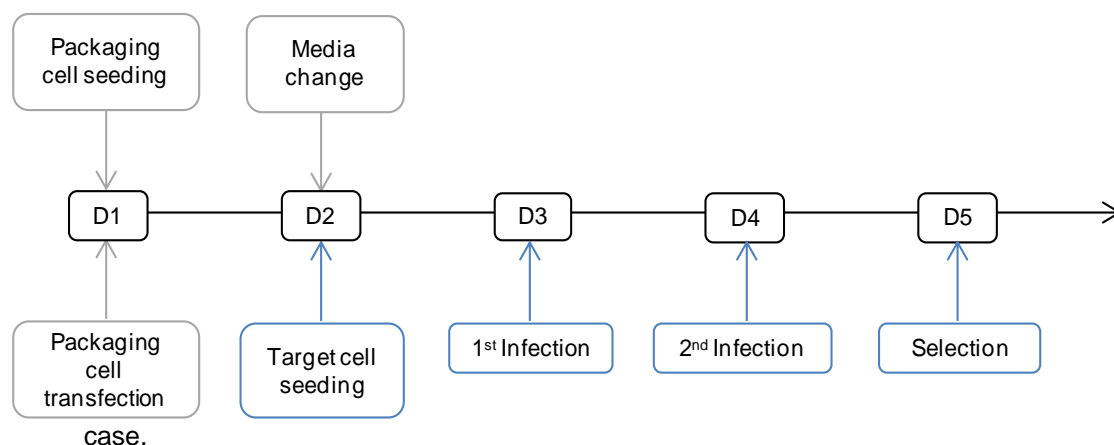 Packaging
cell seeding
Media
change
D1
D2
D3
D4
D5
Packaging
cell
transfection
Target cell
seeding
1st Infection
2nd Infection
Selection
case.